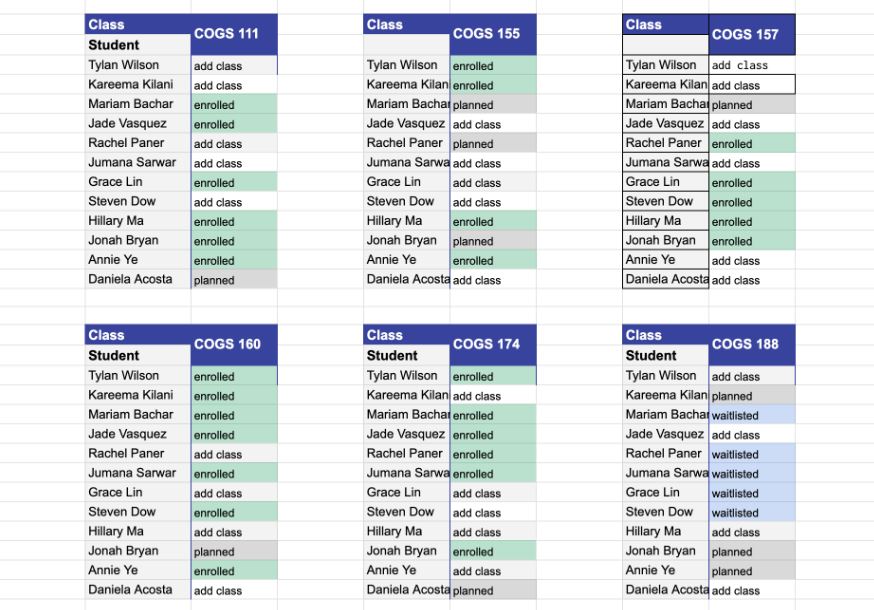 Class COGS 111
Student
Tylan Wilson add class
Kareema Kilani add class
Mariam Bachar enrolled
Jade Vasquez enrolled
Rachel Paner add class
Jumana Sarwar add class
Grace Lin enrolled
Steven Dow add class
Hillary Ma enrolled
Jonah Bryan enrolled
Annie Ye enrolled
Daniela Acosta planned
Class COGS 155
Tylan Wilson enrolled
Kareema Kilan enrolled
Mariam Bachar planned
Jade Vasquez add class
Rachel Paner planned
Jumana Sarwa add class
Grace Lin add class
Steven Dow add class
Hillary Ma enrolled
Jonah Bryan planned
Annie Ye enrolled
Daniela Acosta add class
Class COGS 157
Tylan Wilson add class
Kareema Kilan add class
Mariam Bachar planned
Jade Vasquez add class
Rachel Paner enrolled
Jumana Sarwa add class
Grace Lin enrolled
Steven Dow enrolled
Hillary Ma enrolled
Jonah Bryan enrolled
Annie Ye add class
Daniela Acosta add class
Class COGS 160
Student
Tylan Wilson enrolled
Kareema Kilani enrolled
Mariam Bachar enrolled
Jade Vasquez enrolled
Rachel Paner add class
Jumana Sarwar enrolled
Grace Lin add class
Steven Dow enrolled
Hillary Ma add class
Jonah Bryan planned
Annie Ye enrolled
Daniela Acosta add class
Class COGS 174
Student
Tylan Wilson enrolled
Kareema Kilan add class
Mariam Bachar enrolled
Jade Vasquez enrolled
Rachel Paner enrolled
Jumana Sarwa enrolled
Grace Lin add class
Steven Dow add class
Hillary Ma add class
Jonah Bryan enrolled
Annie Ye add class
Daniela Acosta planned
Class COGS 188
Student
Tylan Wilson add class
Kareema Kilan planned
Mariam Bachar waitlisted
Jade Vasquez add class
Rachel Paner waitlisted
Jumana Sarwa waitlisted
Grace Lin waitlisted
Steven Dow waitlisted
Hillary Ma add class
Jonah Bryan planned
Annie Ye planned
Daniela Acosta add class